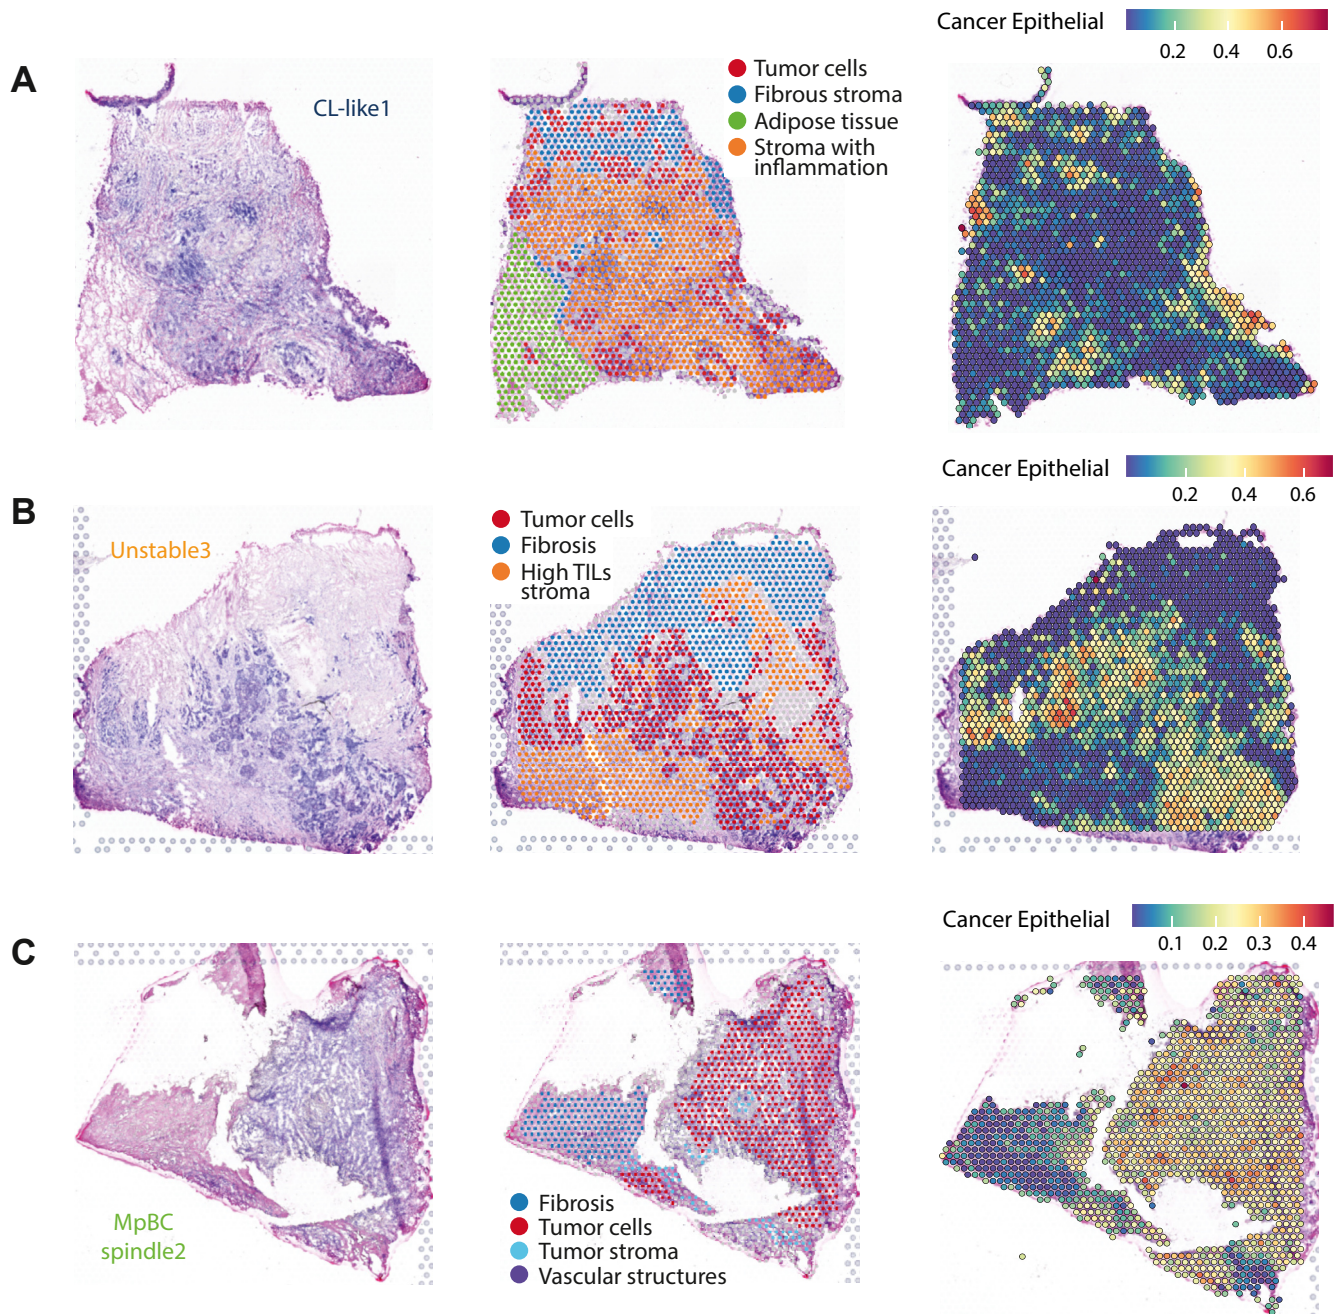 Cancer Epithelial
0.2 0.4 0.6
A
CL-like1
Tumor cells
Fibrous stroma
Adipose tissue
Stroma with
inflammation
Cancer Epithelial
0.2 0.4 0.6
B
Unstable3
Tumor cells
Fibrosis
High TILs
stroma
Cancer Epithelial
0.1 0.2 0.3 0.4
C
MpBC
spindle2
Fibrosis
Tumor cells
Tumor stroma
Vascular structures